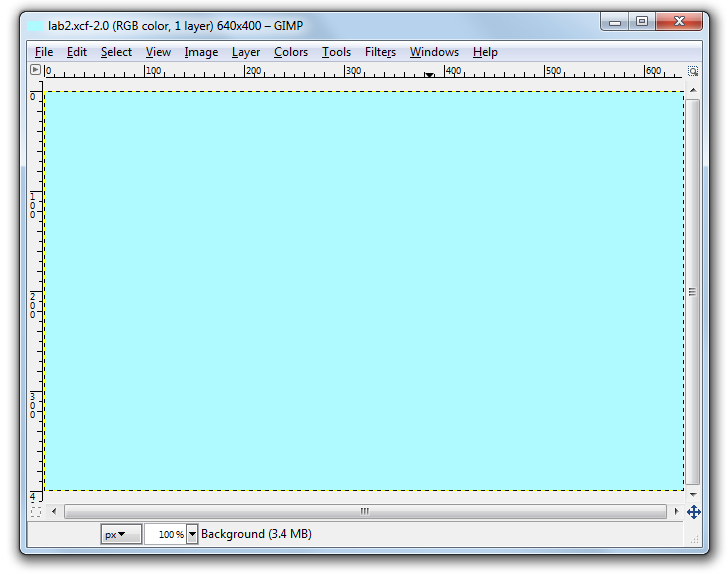 lab2.xcf-2.0 (RGB color, 1 layer) 640x400 – GIMP
File Edit Select View Image Layer Colors Tools Filters Windows Help
0 100 200 300 400 500 600
0
100
200
300
4
px 100 % Background (3.4 MB)